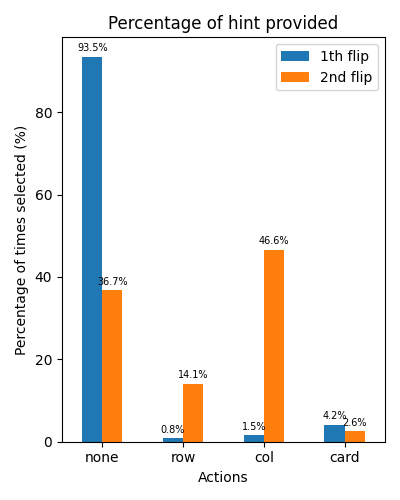 Percentage of hint provided
1th flip
2nd flip
Percentage of times selected (%)
80
60
40
20
0
93.5%
36.7%
0.8%
14.1%
1.5%
46.6%
4.2%
2.6%
none row col card
Actions